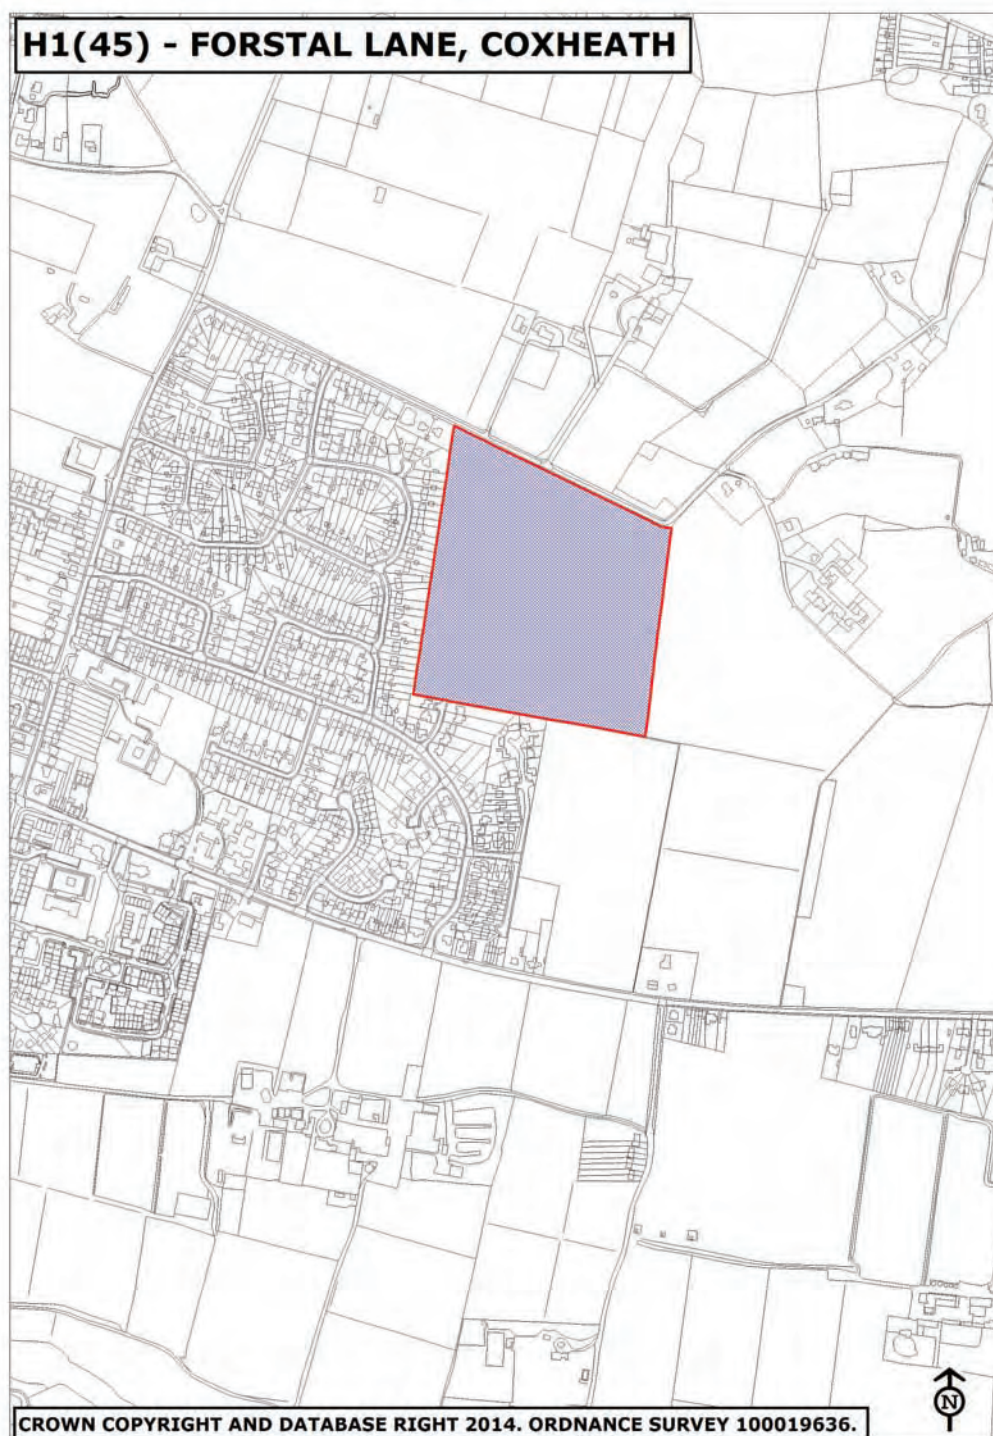 H1(45) - FORSTAL LANE, COXHEATH
N
CROWN COPYRIGHT AND DATABASE RIGHT 2014. ORDNANCE SURVEY 100019636.